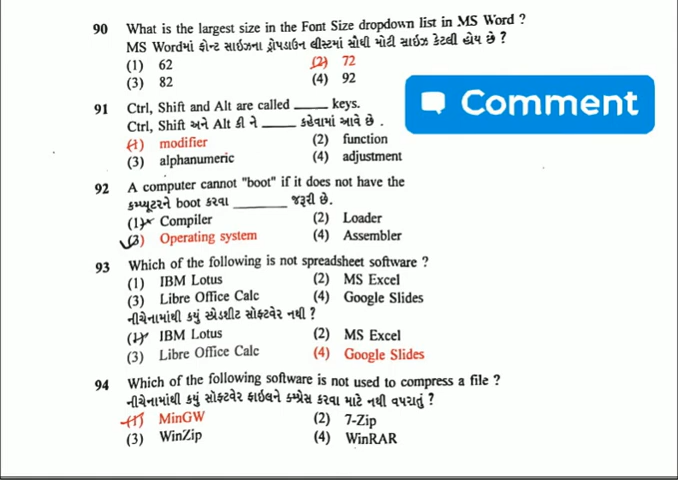 90 What is the largest size in the Font Size dropdown list in MS Word ?
MS Wordમાં ફોન્ટ સાઇઝના ડ્રોપડાઉન લીસ્ટમાં સૌથી મોટી સાઇઝ કેટલી હોય છે ?
(1) 62 (2) 72
(3) 82 (4) 92
Comment
91 Ctrl, Shift and Alt are called _____ keys.
Ctrl, Shift અને Alt કી ને _____ કહેવામાં આવે છે .
(1) modifier (2) function
(3) alphanumeric (4) adjustment
92 A computer cannot "boot" if it does not have the
કમ્પ્યૂટરને boot કરવા ________ જરૂરી છે.
(1) Compiler (2) Loader
(3) Operating system (4) Assembler
93 Which of the following is not spreadsheet software ?
(1) IBM Lotus (2) MS Excel
(3) Libre Office Calc (4) Google Slides
નીચેનામાંથી કયું સ્પ્રેડશીટ સોફ્ટવેર નથી ?
(1) IBM Lotus (2) MS Excel
(3) Libre Office Calc (4) Google Slides
94 Which of the following software is not used to compress a file ?
નીચેનામાંથી કયું સોફ્ટવેર ફાઇલને કમ્પ્રેસ કરવા માટે નથી વપરાતું ?
(1) MinGW (2) 7-Zip
(3) WinZip (4) WinRAR